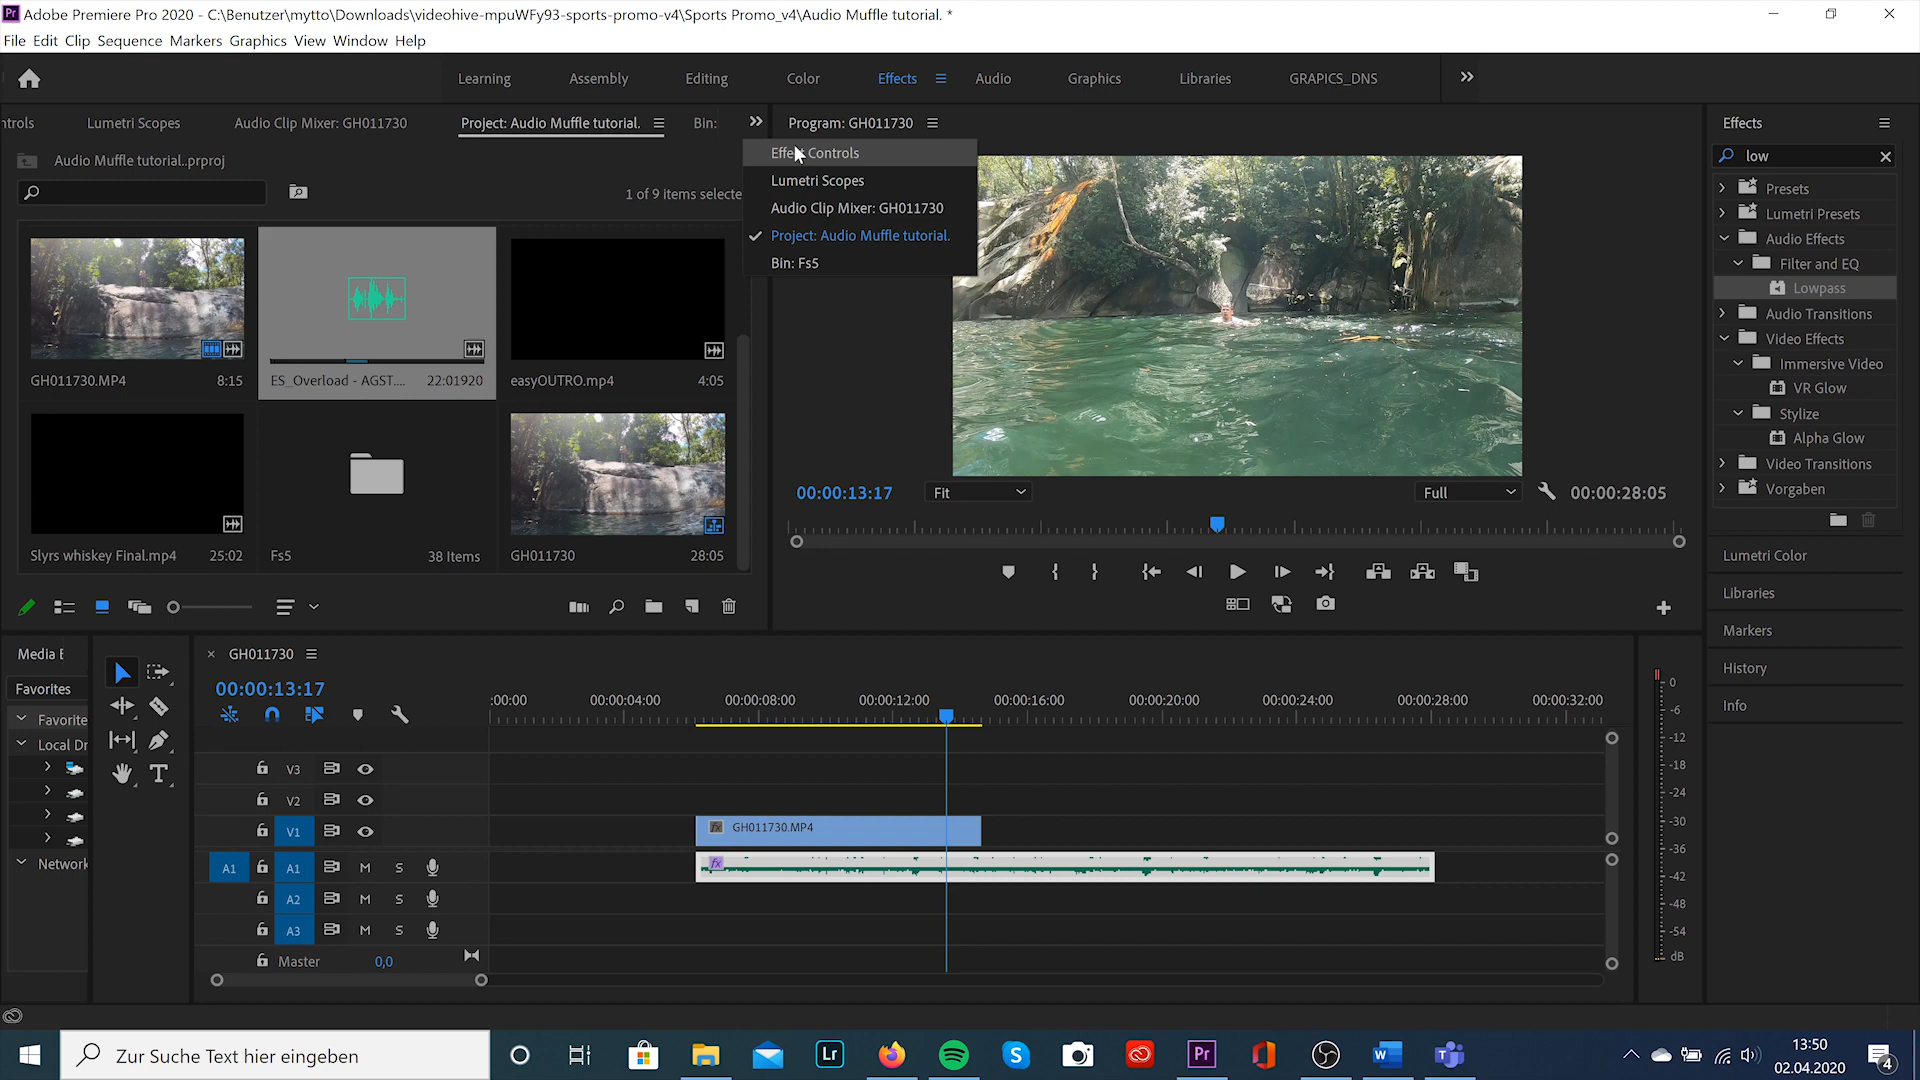 Adobe Premiere Pro 2020 - C:\Benutzer\mytto\Downloads\videohive-mpuWFy93-sports-promo-v4\Sports Promo_v4\Audio Muffle tutorial. *
File Edit Clip Sequence Markers Graphics View Window Help
Learning Assembly Editing Color Effects Audio Graphics Libraries GRAPICS_DNS
ntrols Lumetri Scopes Audio Clip Mixer: GH011730 Project: Audio Muffle tutorial. Bin:
Audio Muffle tutorial..prproj
1 of 9 items selecte
GH011730.MP4 8:15
ES_Overload - AGST.... 22:01920
easyOUTRO.mp4 4:05
Slyrs whiskey Final.mp4 25:02
Fs5 38 Items
GH011730 28:05
Effect Controls
Lumetri Scopes
Audio Clip Mixer: GH011730
Project: Audio Muffle tutorial.
Bin: Fs5
Program: GH011730
00:00:13:17 Fit Full 00:00:28:05
Effects
low
Presets
Lumetri Presets
Audio Effects
Filter and EQ
Lowpass
Audio Transitions
Video Effects
Immersive Video
VR Glow
Stylize
Alpha Glow
Video Transitions
Vorgaben
Lumetri Color
Libraries
Markers
History
Info
Media E
Favorites
Favorite
Local Dr
Network
GH011730
00:00:13:17
:00:00 00:00:04:00 00:00:08:00 00:00:12:00 00:00:16:00 00:00:20:00 00:00:24:00 00:00:28:00 00:00:32:00
V3
V2
V1
GH011730.MP4
fx
A1 A1 M S
fx
A2 M S
A3 M S
Master 0,0
0
-6
-12
-18
-24
-30
-36
-42
-48
-54
dB
Zur Suche Text hier eingeben
Lr
Pr
13:50
02.04.2020
4